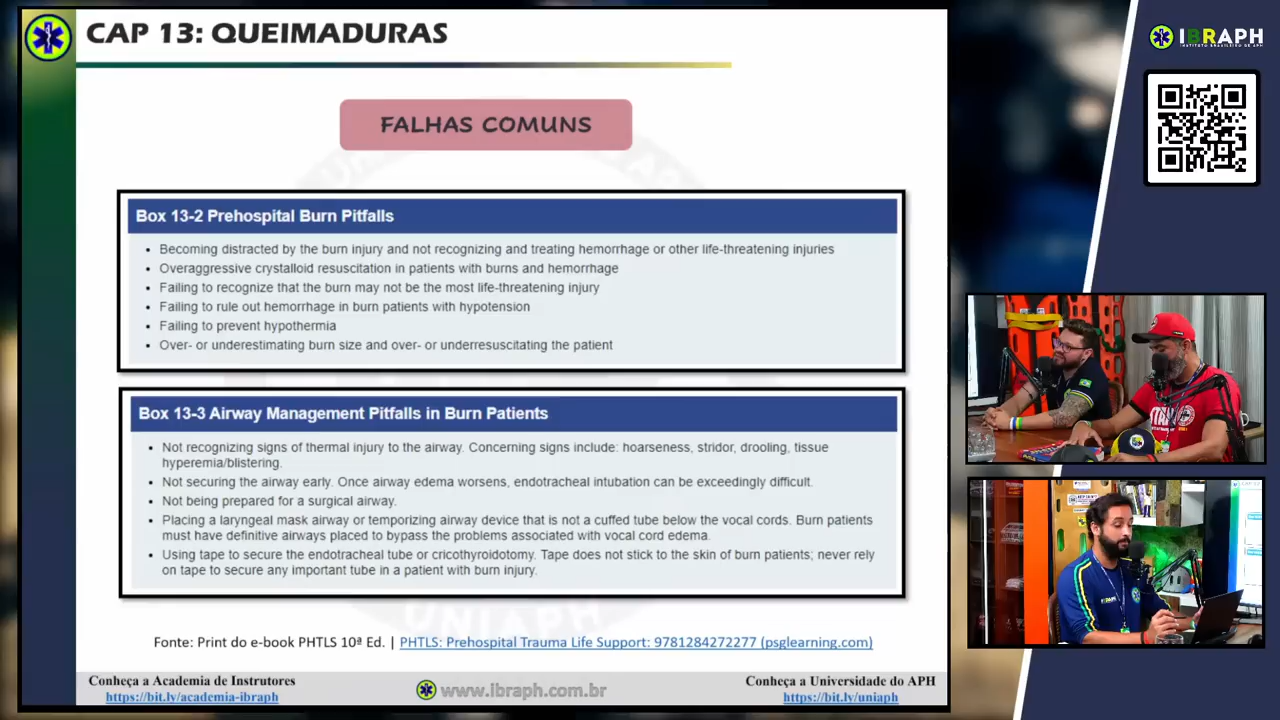 CAP 13: QUEIMADURAS
FALHAS COMUNS
Box 13-2 Prehospital Burn Pitfalls
• Becoming distracted by the burn injury and not recognizing and treating hemorrhage or other life-threatening injuries
• Overaggressive crystalloid resuscitation in patients with burns and hemorrhage
• Failing to recognize that the burn may not be the most life-threatening injury
• Failing to rule out hemorrhage in burn patients with hypotension
• Failing to prevent hypothermia
• Over- or underestimating burn size and over- or underresuscitating the patient
Box 13-3 Airway Management Pitfalls in Burn Patients
• Not recognizing signs of thermal injury to the airway. Concerning signs include: hoarseness, stridor, drooling, tissue
hyperemia/blistering.
• Not securing the airway early. Once airway edema worsens, endotracheal intubation can be exceedingly difficult.
• Not being prepared for a surgical airway.
• Placing a laryngeal mask airway or temporizing airway device that is not a cuffed tube below the vocal cords. Burn patients
must have definitive airways placed to bypass the problems associated with vocal cord edema.
• Using tape to secure the endotracheal tube or cricothyroidotomy. Tape does not stick to the skin of burn patients; never rely
on tape to secure any important tube in a patient with burn injury.
UNIAPH
Fonte: Print do e-book PHTLS 10ª Ed. | PHTLS: Prehospital Trauma Life Support: 9781284272277 (psglearning.com)
Conheça a Academia de Instrutores
https://bit.ly/academia-ibraph
www.ibraph.com.br
Conheça a Universidade do APH
https://bit.ly/uniaph
IBRAPH
INSTITUTO BRASILEIRO DE APH